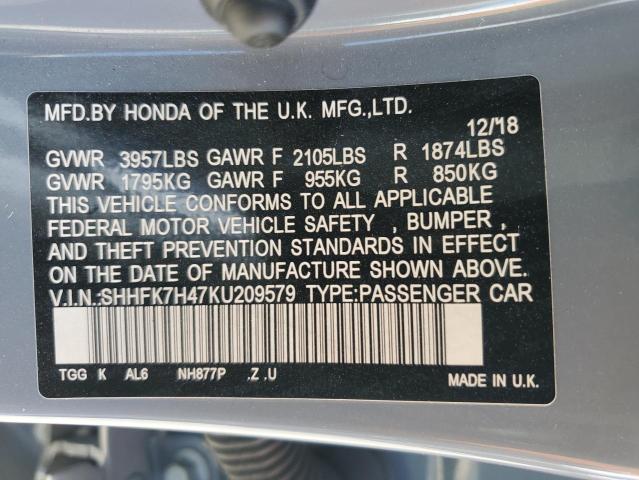 MFD.BY HONDA OF THE U.K. MFG.,LTD.
12/'18
GVWR 3957LBS GAWR F 2105LBS R 1874LBS
GVWR 1795KG GAWR F 955KG R 850KG
THIS VEHICLE CONFORMS TO ALL APPLICABLE
FEDERAL MOTOR VEHICLE SAFETY , BUMPER ,
AND THEFT PREVENTION STANDARDS IN EFFECT
ON THE DATE OF MANUFACTURE SHOWN ABOVE.
V.I.N.:SHHFK7H47KU209579 TYPE:PASSENGER CAR
TGG K AL6 NH877P .Z .U
MADE IN U.K.